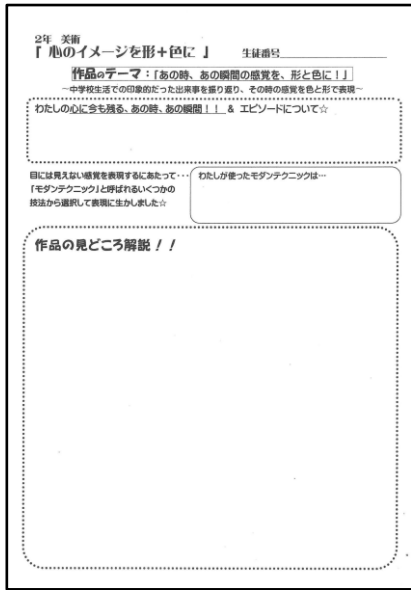 2年 美術
「心のイメージを形+色に」 生徒番号
作品のテーマ：「あの時、あの瞬間の感覚を、形と色に！」
～中学校生活での印象的だった出来事を振り返り、その時の感覚を色と形で表現～
わたしの心に今も残る、あの時、あの瞬間！！ & エピソードについて☆
目には見えない感覚を表現するにあたって・・・
「モダンテクニック」と呼ばれるいくつかの
技法から選択して表現に生かしました☆
わたしが使ったモダンテクニックは…
作品の見どころ解説！！